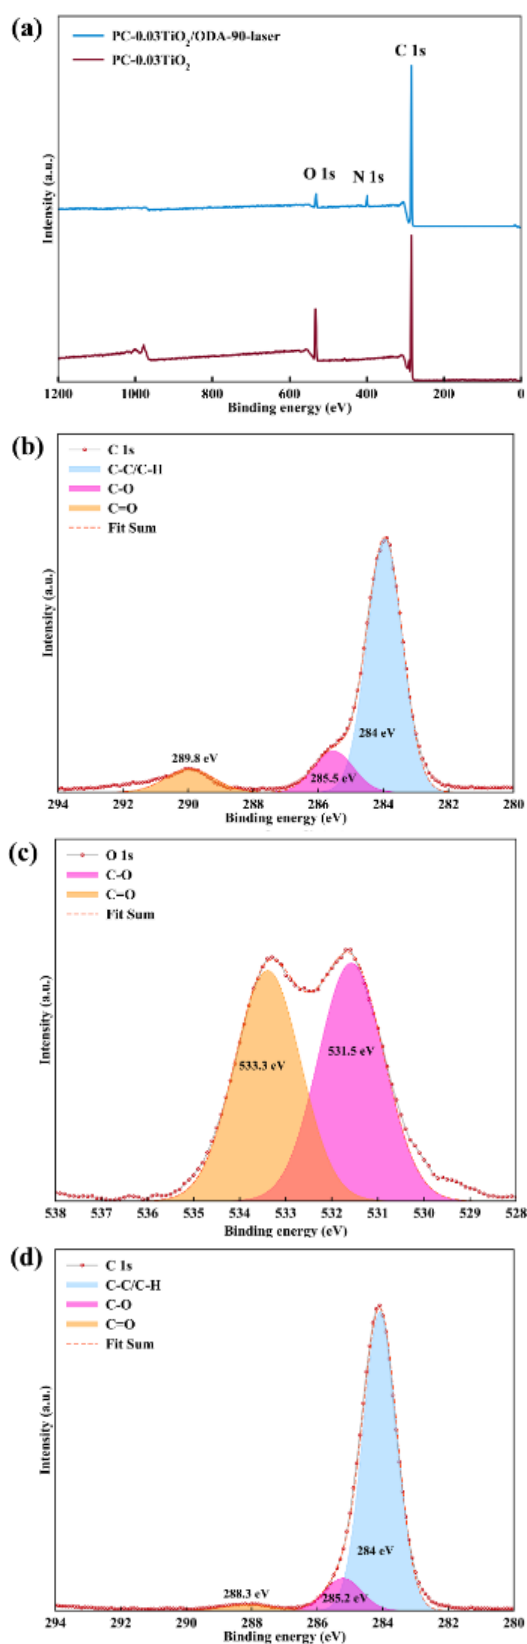 (a)
PC-0.03TiO₂/ODA-90-laser
PC-0.03TiO₂
C 1s
O 1s
N 1s
Intensity (a.u.)
1200 1000 800 600 400 200 0
Binding energy (eV)
(b)
C 1s
C-C/C-H
C-O
C=O
Fit Sum
Intensity (a.u.)
289.8 eV
285.5 eV
284 eV
294 292 290 288 286 284 282 280
Binding energy (eV)
(c)
O 1s
C-O
C=O
Fit Sum
Intensity (a.u.)
533.3 eV
531.5 eV
538 537 536 535 534 533 532 531 530 529 528
Binding energy (eV)
(d)
C 1s
C-C/C-H
C-O
C=O
Fit Sum
Intensity (a.u.)
288.3 eV
285.2 eV
284 eV
294 292 290 288 286 284 282 280
Binding energy (eV)